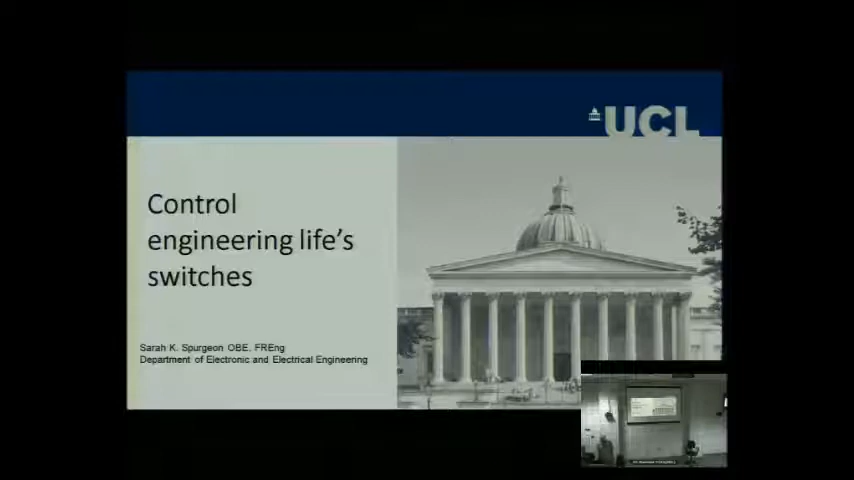 UCL
Control
engineering life's
switches
Sarah K. Spurgeon OBE, FREng
Department of Electronic and Electrical Engineering